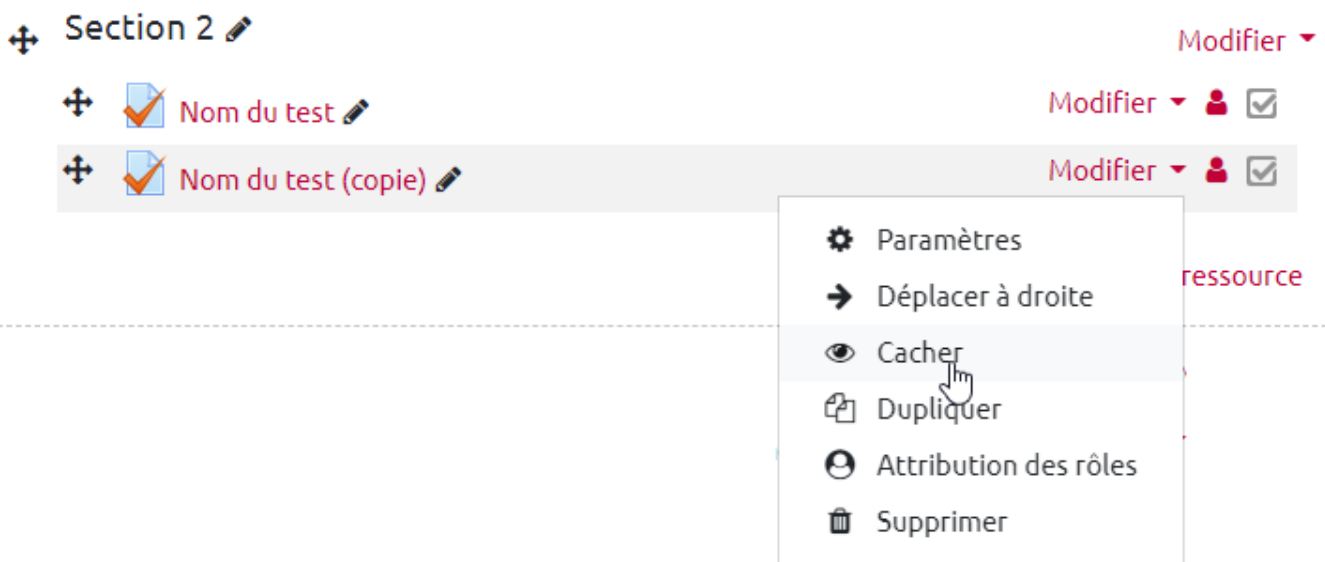 Section 2
Modifier
Nom du test
Modifier
Nom du test (copie)
Modifier
Paramètres
ressource
Déplacer à droite
Cacher
Dupliquer
Attribution des rôles
Supprimer